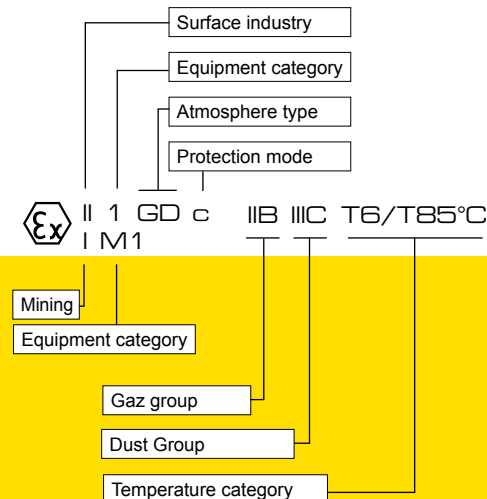 Surface industry
Equipment category
Atmosphere type
Protection mode
Ex II 1 GD c IIB IIIC T6/T85°C
I M1
Mining
Equipment category
Gaz group
Dust Group
Temperature category